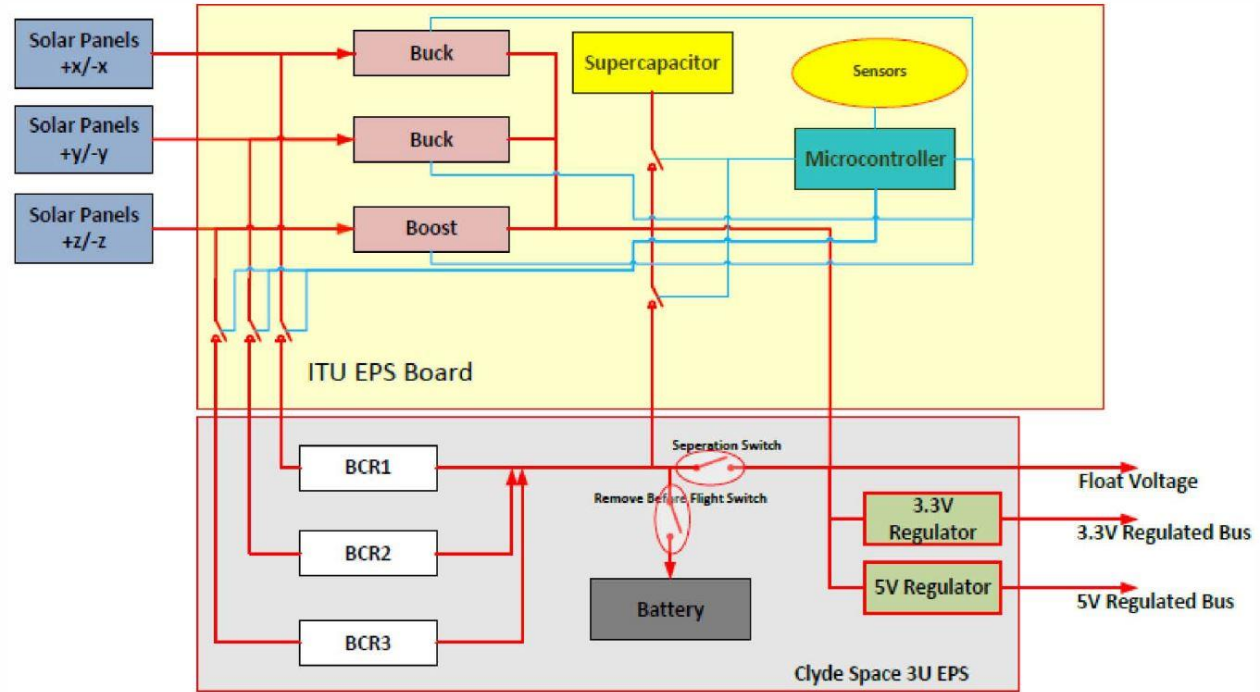 Solar Panels
+x/-x
Buck
Supercapacitor
Sensors
Solar Panels
+y/-y
Buck
Microcontroller
Solar Panels
+z/-z
Boost
ITU EPS Board
Seperation Switch
BCR1
Float Voltage
Remove Before Flight Switch
3.3V
Regulator
3.3V Regulated Bus
BCR2
5V Regulator
5V Regulated Bus
Battery
BCR3
Clyde Space 3U EPS